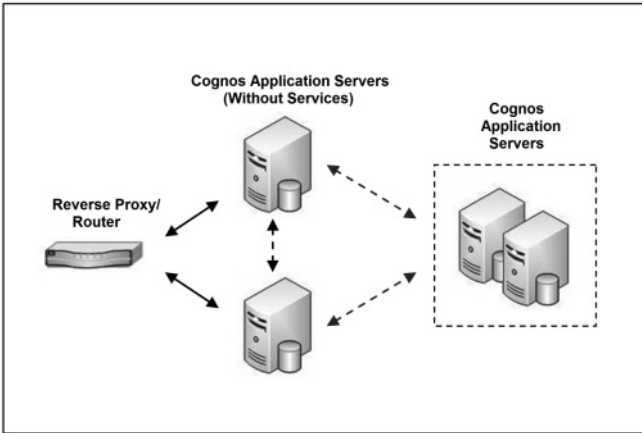 Cognos Application Servers
(Without Services)
Cognos
Application
Servers
Reverse Proxy/
Router